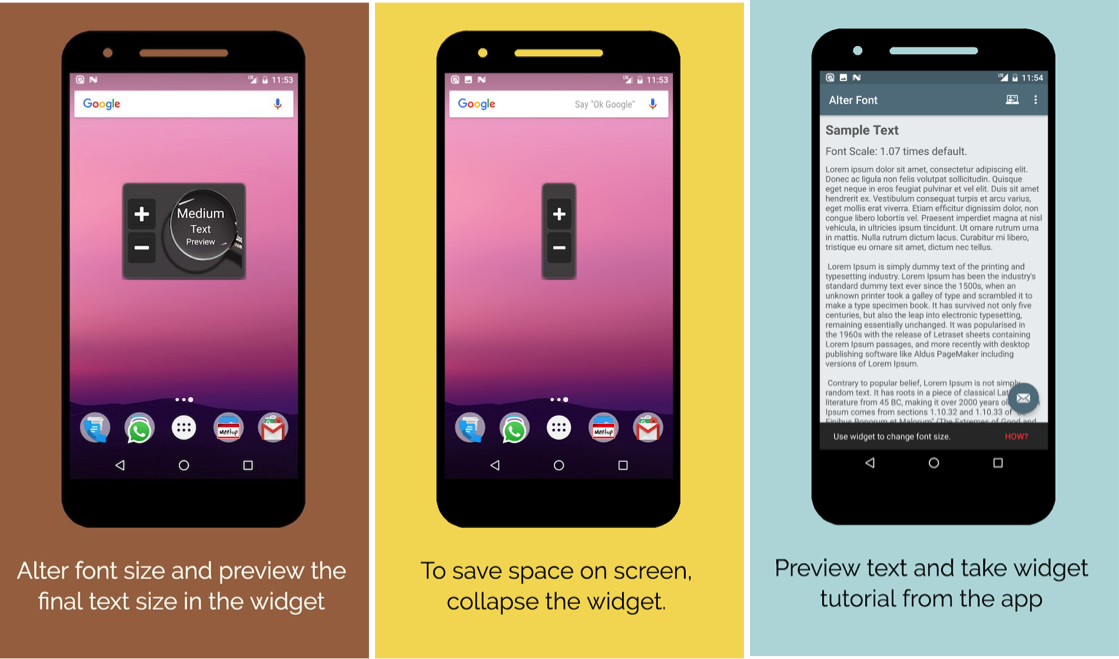 11:53
Google
+
Medium
Text
Preview
−
meetup
Alter font size and preview the
final text size in the widget
11:53
Google
Say "Ok Google"
+
−
meetup
To save space on screen,
collapse the widget.
11:54
Alter Font
Sample Text
Font Scale: 1.07 times default.
Lorem ipsum dolor sit amet, consectetur adipiscing elit.
Donec ac ligula non felis volutpat sollicitudin. Quisque
eget neque in eros feugiat pulvinar et vel elit. Duis sit amet
hendrerit ex. Vestibulum consequat turpis et arcu varius,
eget mollis erat viverra. Etiam efficitur dignissim dolor, non
congue libero lobortis vel. Praesent imperdiet magna at nisl
vehicula, in ultricies ipsum tincidunt. Ut ornare rutrum urna
in mattis. Nulla rutrum dictum lacus. Curabitur mi libero,
tristique eu ornare sit amet, dictum nec tellus.
Lorem Ipsum is simply dummy text of the printing and
typesetting industry. Lorem Ipsum has been the industry's
standard dummy text ever since the 1500s, when an
unknown printer took a galley of type and scrambled it to
make a type specimen book. It has survived not only five
centuries, but also the leap into electronic typesetting,
remaining essentially unchanged. It was popularised in
the 1960s with the release of Letraset sheets containing
Lorem Ipsum passages, and more recently with desktop
publishing software like Aldus PageMaker including
versions of Lorem Ipsum.
Contrary to popular belief, Lorem Ipsum is not simply
random text. It has roots in a piece of classical
literature from 45 BC, making it over 2000 years
Ipsum comes from sections 1.10.32 and 1.10.33 of
Finibus Bonorum et Malorum" (The Extremes of Good and
Use widget to change font size.
HOW?
Preview text and take widget
tutorial from the app